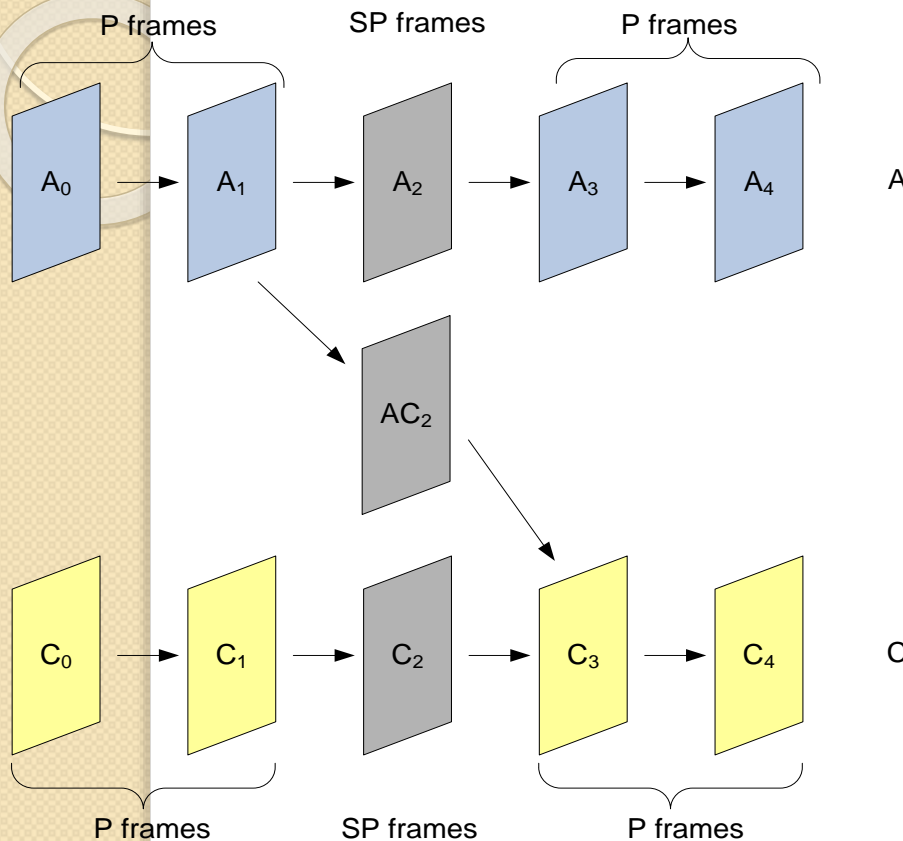 P frames SP frames P frames
A₀ A₁ A₂ A₃ A₄ A
AC₂
C₀ C₁ C₂ C₃ C₄ C
P frames SP frames P frames